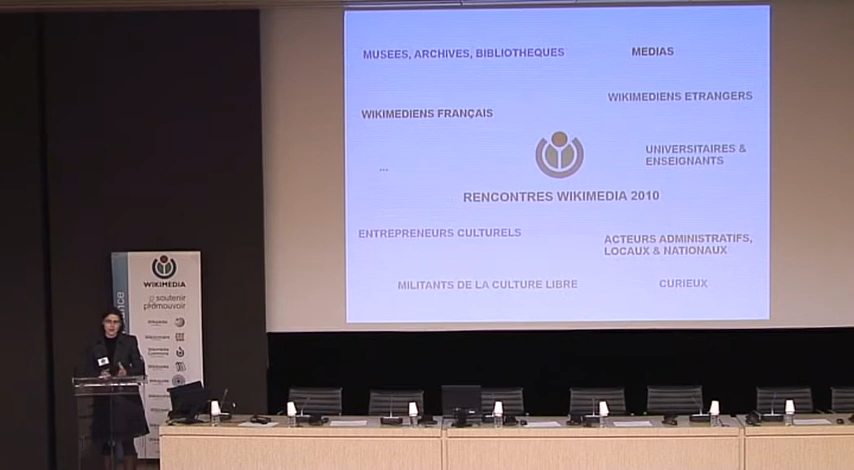 MUSEES, ARCHIVES, BIBLIOTHEQUES
MEDIAS
WIKIMEDIENS ETRANGERS
WIKIMEDIENS FRANÇAIS
UNIVERSITAIRES &
ENSEIGNANTS
...
RENCONTRES WIKIMEDIA 2010
ENTREPRENEURS CULTURELS
ACTEURS ADMINISTRATIFS,
LOCAUX & NATIONAUX
MILITANTS DE LA CULTURE LIBRE
CURIEUX
WIKIMEDIA
soutenir
promouvoir